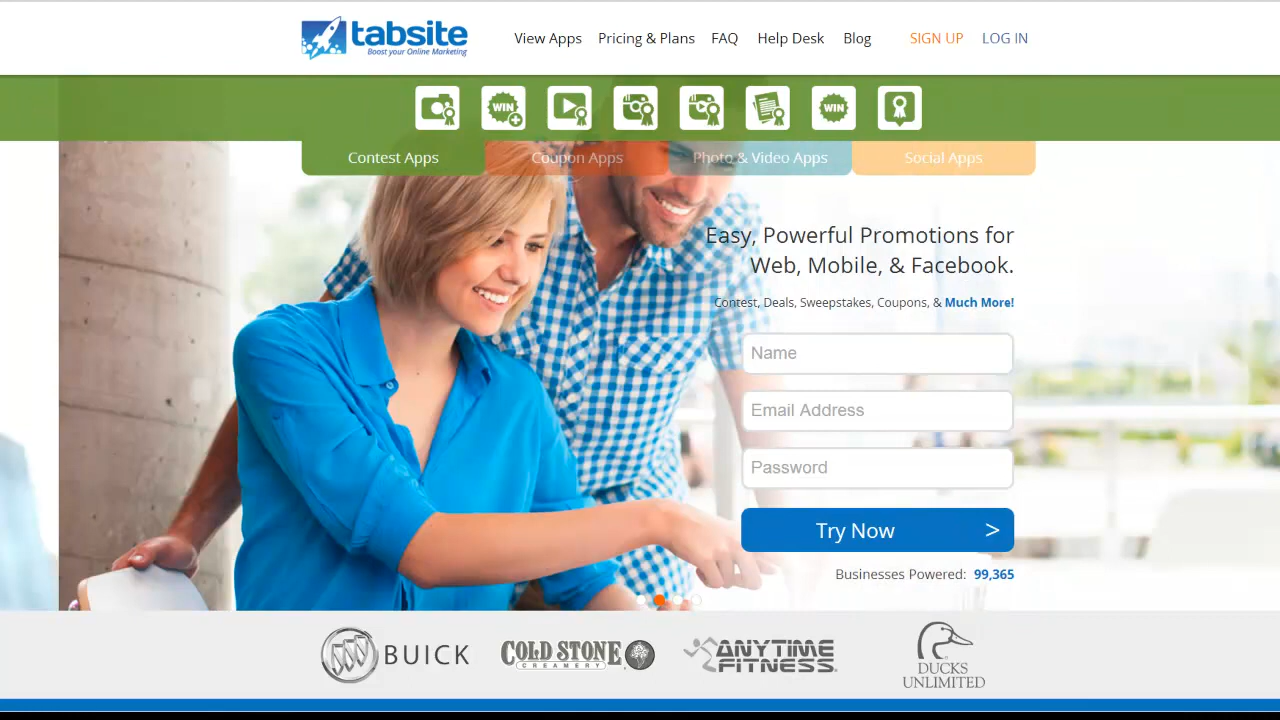 tabsite
Boost your Online Marketing
View Apps Pricing & Plans FAQ Help Desk Blog SIGN UP LOG IN
WIN WIN
Contest Apps Coupon Apps Photo & Video Apps Social Apps
Easy, Powerful Promotions for
Web, Mobile, & Facebook.
Contest, Deals, Sweepstakes, Coupons, & Much More!
Name
Email Address
Password
Try Now >
Businesses Powered: 99,365
BUICK
COLD STONE
CREAMERY
ANYTIME
FITNESS
DUCKS
UNLIMITED